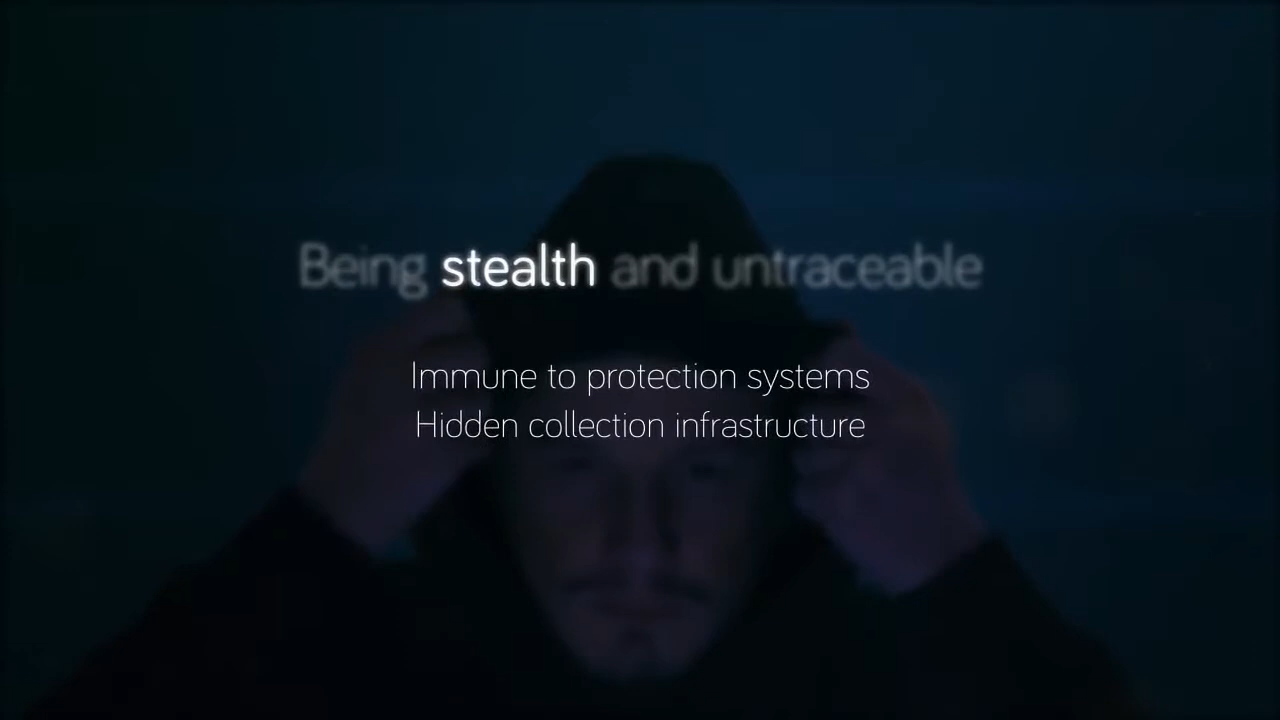 Being stealth and untraceable
Immune to protection systems
Hidden collection infrastructure